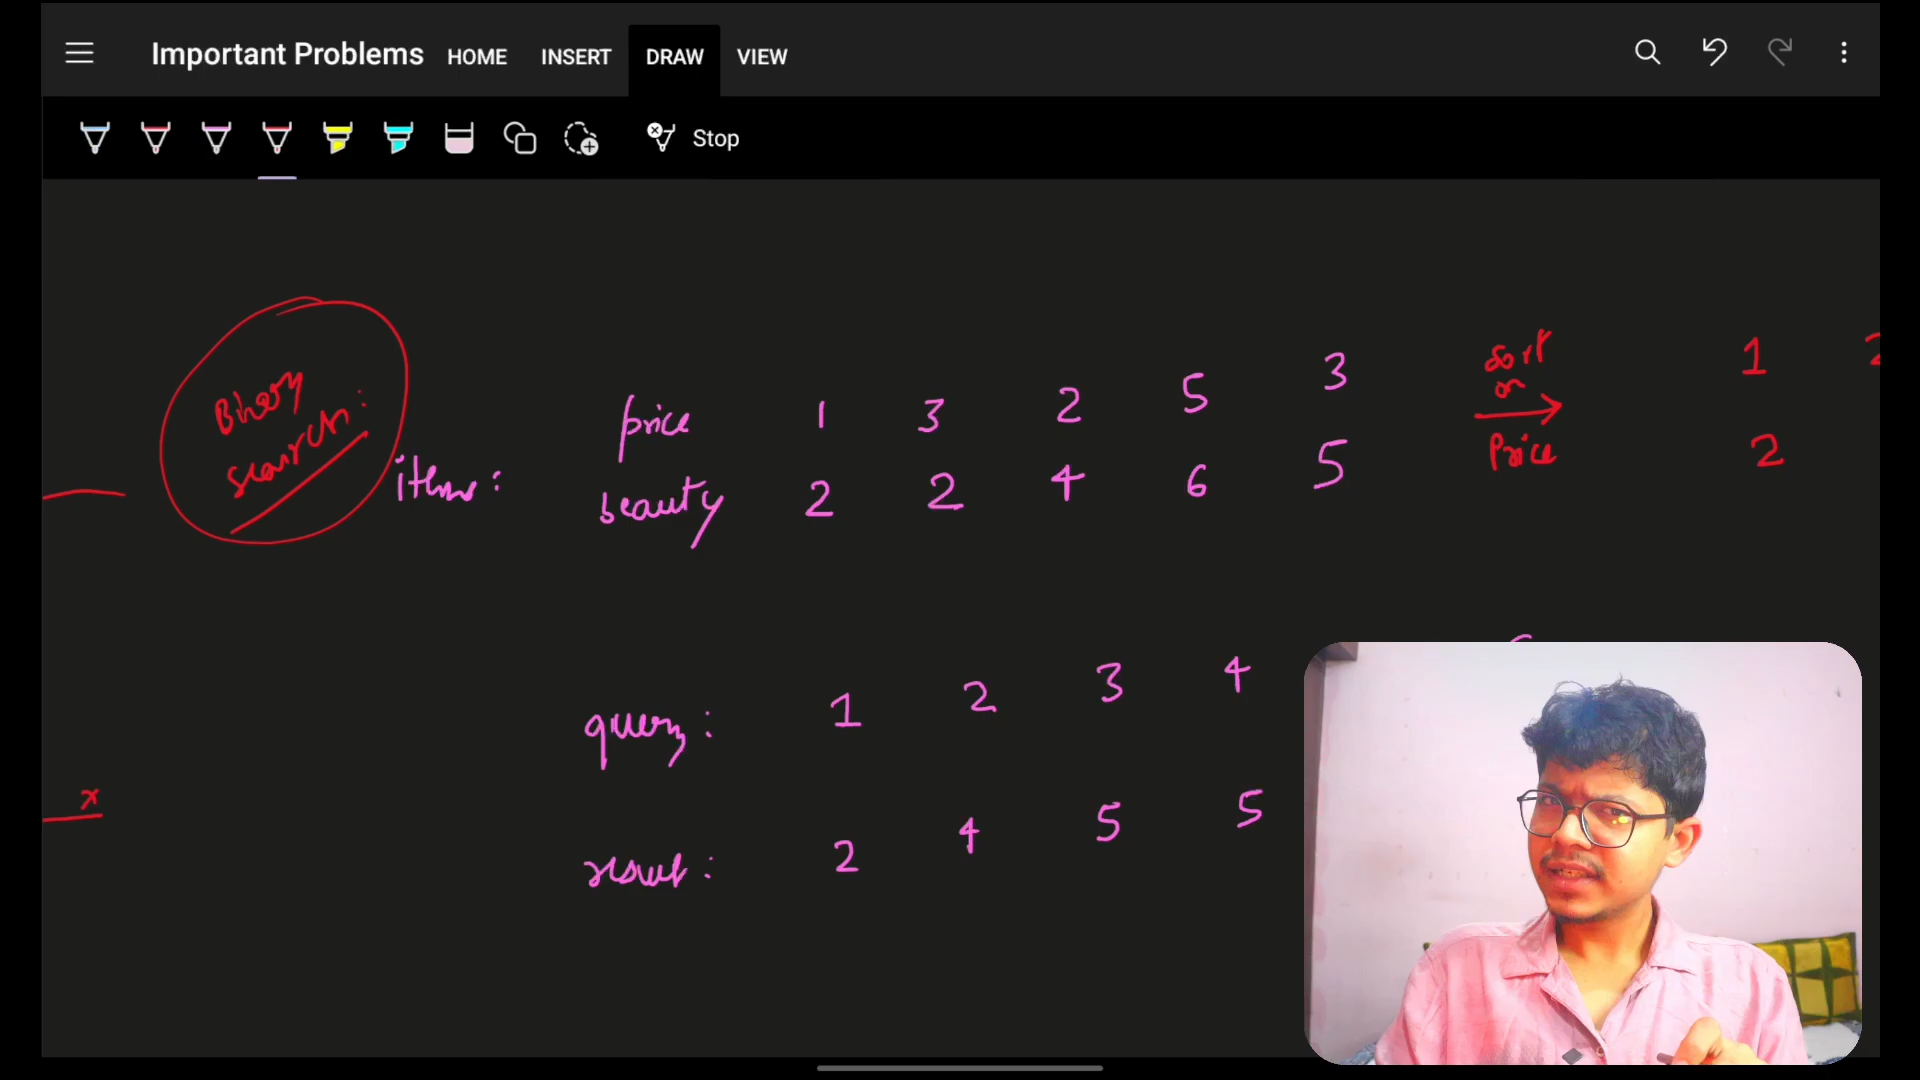 Important Problems HOME INSERT DRAW VIEW
Stop
Binary search:
items:
price 1 3 2 5 3
beauty 2 2 4 6 5
sort on Price
1 2
2
query: 1 2 3 4
result: 2 4 5 5
x